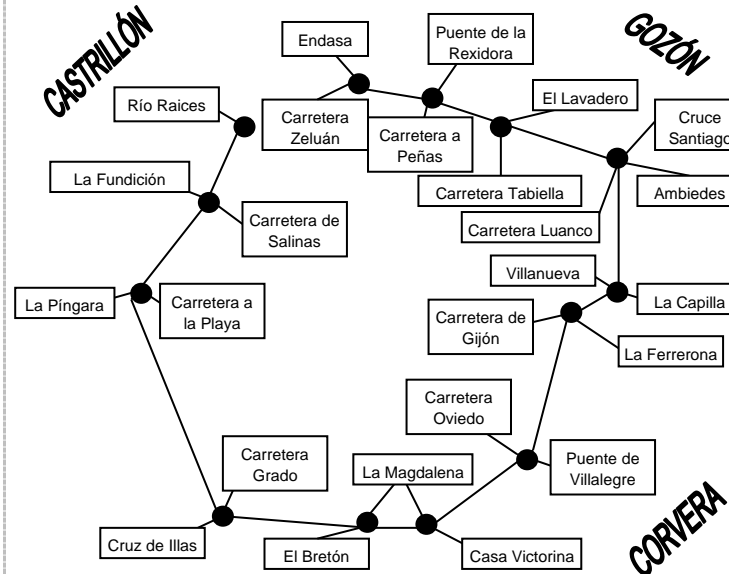 CASTRILLÓN
GOZÓN
Endasa
Puente de la
Rexidora
Río Raices
El Lavadero
Cruce
Santiago
Carretera
Zeluán
Carretera a
Peñas
La Fundición
Carretera Tabiella
Ambiedes
Carretera de
Salinas
Carretera Luanco
Villanueva
La Píngara
Carretera a
la Playa
La Capilla
Carretera de
Gijón
La Ferrerona
Carretera
Oviedo
Carretera
Grado
La Magdalena
Puente de
Villalegre
Cruz de Illas
El Bretón
Casa Victorina
CORVERA